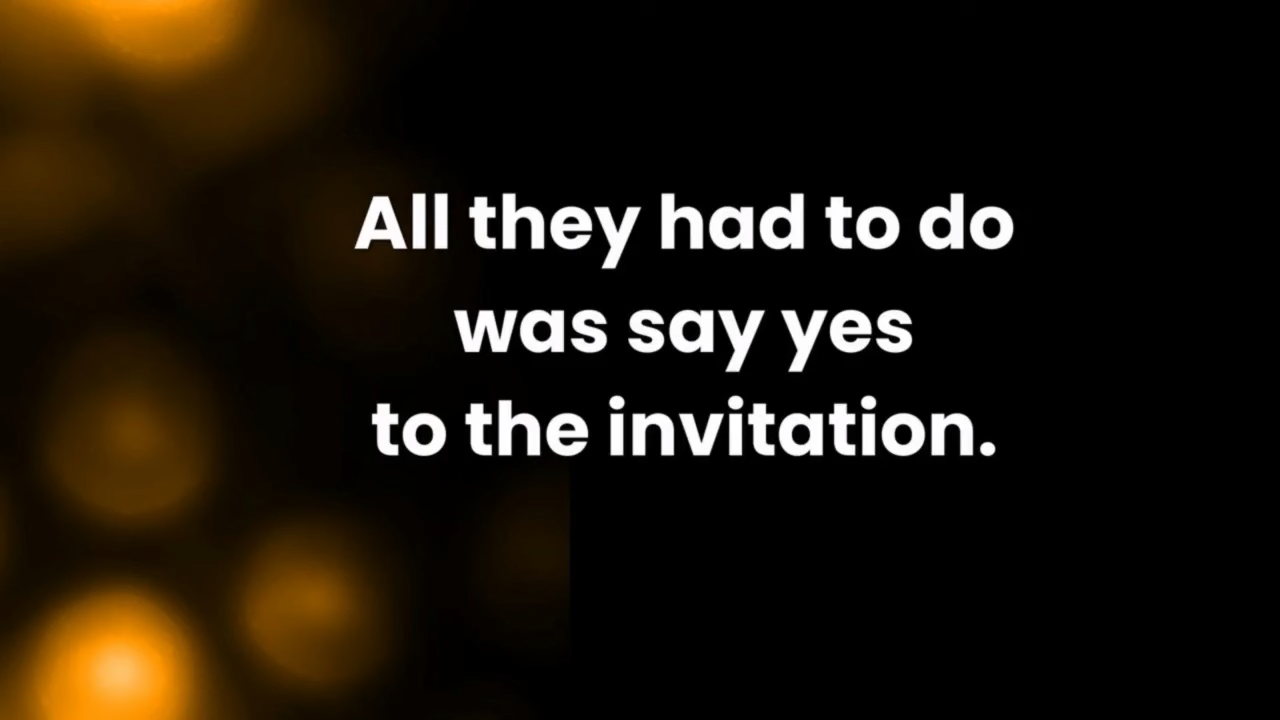 All they had to do
was say yes
to the invitation.